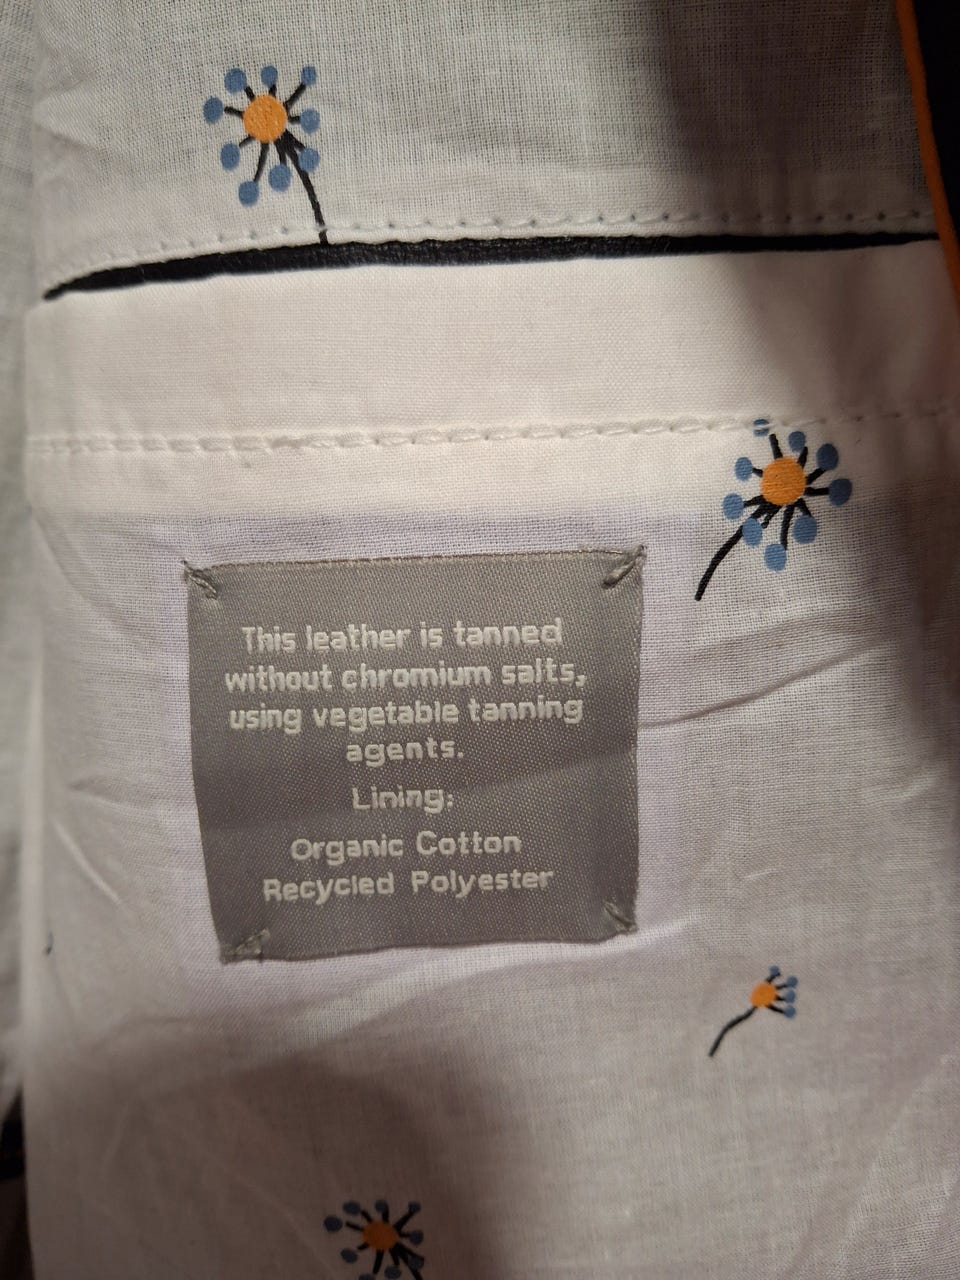 This leather is tanned
without chromium salts,
using vegetable tanning
agents.
Lining:
Organic Cotton
Recycled Polyester